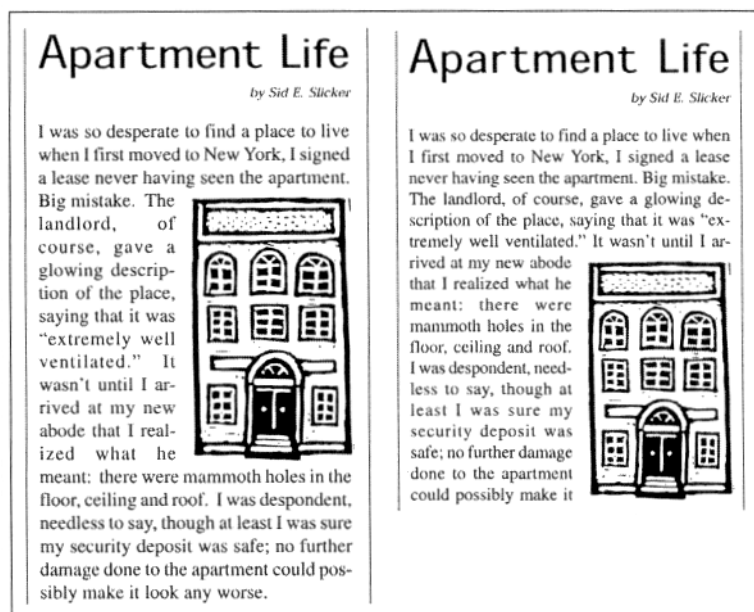 Apartment Life
by Sid E. Slicker
I was so desperate to find a place to live
when I first moved to New York, I signed
a lease never having seen the apartment.
Big mistake. The
landlord, of
course, gave a
glowing descrip-
tion of the place,
saying that it was
“extremely well
ventilated.” It
wasn't until I ar-
rived at my new
abode that I real-
ized what he
meant: there were mammoth holes in the
floor, ceiling and roof. I was despondent,
needless to say, though at least I was sure
my security deposit was safe; no further
damage done to the apartment could pos-
sibly make it look any worse.
Apartment Life
by Sid E. Slicker
I was so desperate to find a place to live when
I first moved to New York, I signed a lease
never having seen the apartment. Big mistake.
The landlord, of course, gave a glowing de-
scription of the place, saying that it was “ex-
tremely well ventilated.” It wasn't until I ar-
rived at my new abode
that I realized what he
meant: there were
mammoth holes in the
floor, ceiling and roof.
I was despondent, need-
less to say, though at
least I was sure my
security deposit was
safe; no further damage
done to the apartment
could possibly make it